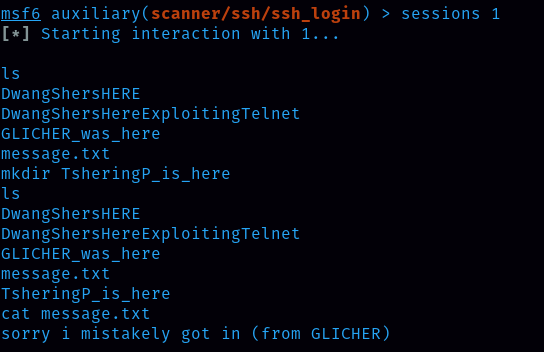 msf6 auxiliary(scanner/ssh/ssh_login) > sessions 1
[*] Starting interaction with 1...
ls
DwangShersHERE
DwangShersHereExploitingTelnet
GLICHER_was_here
message.txt
mkdir TsheringP_is_here
ls
DwangShersHERE
DwangShersHereExploitingTelnet
GLICHER_was_here
message.txt
TsheringP_is_here
cat message.txt
sorry i mistakely got in (from GLICHER)